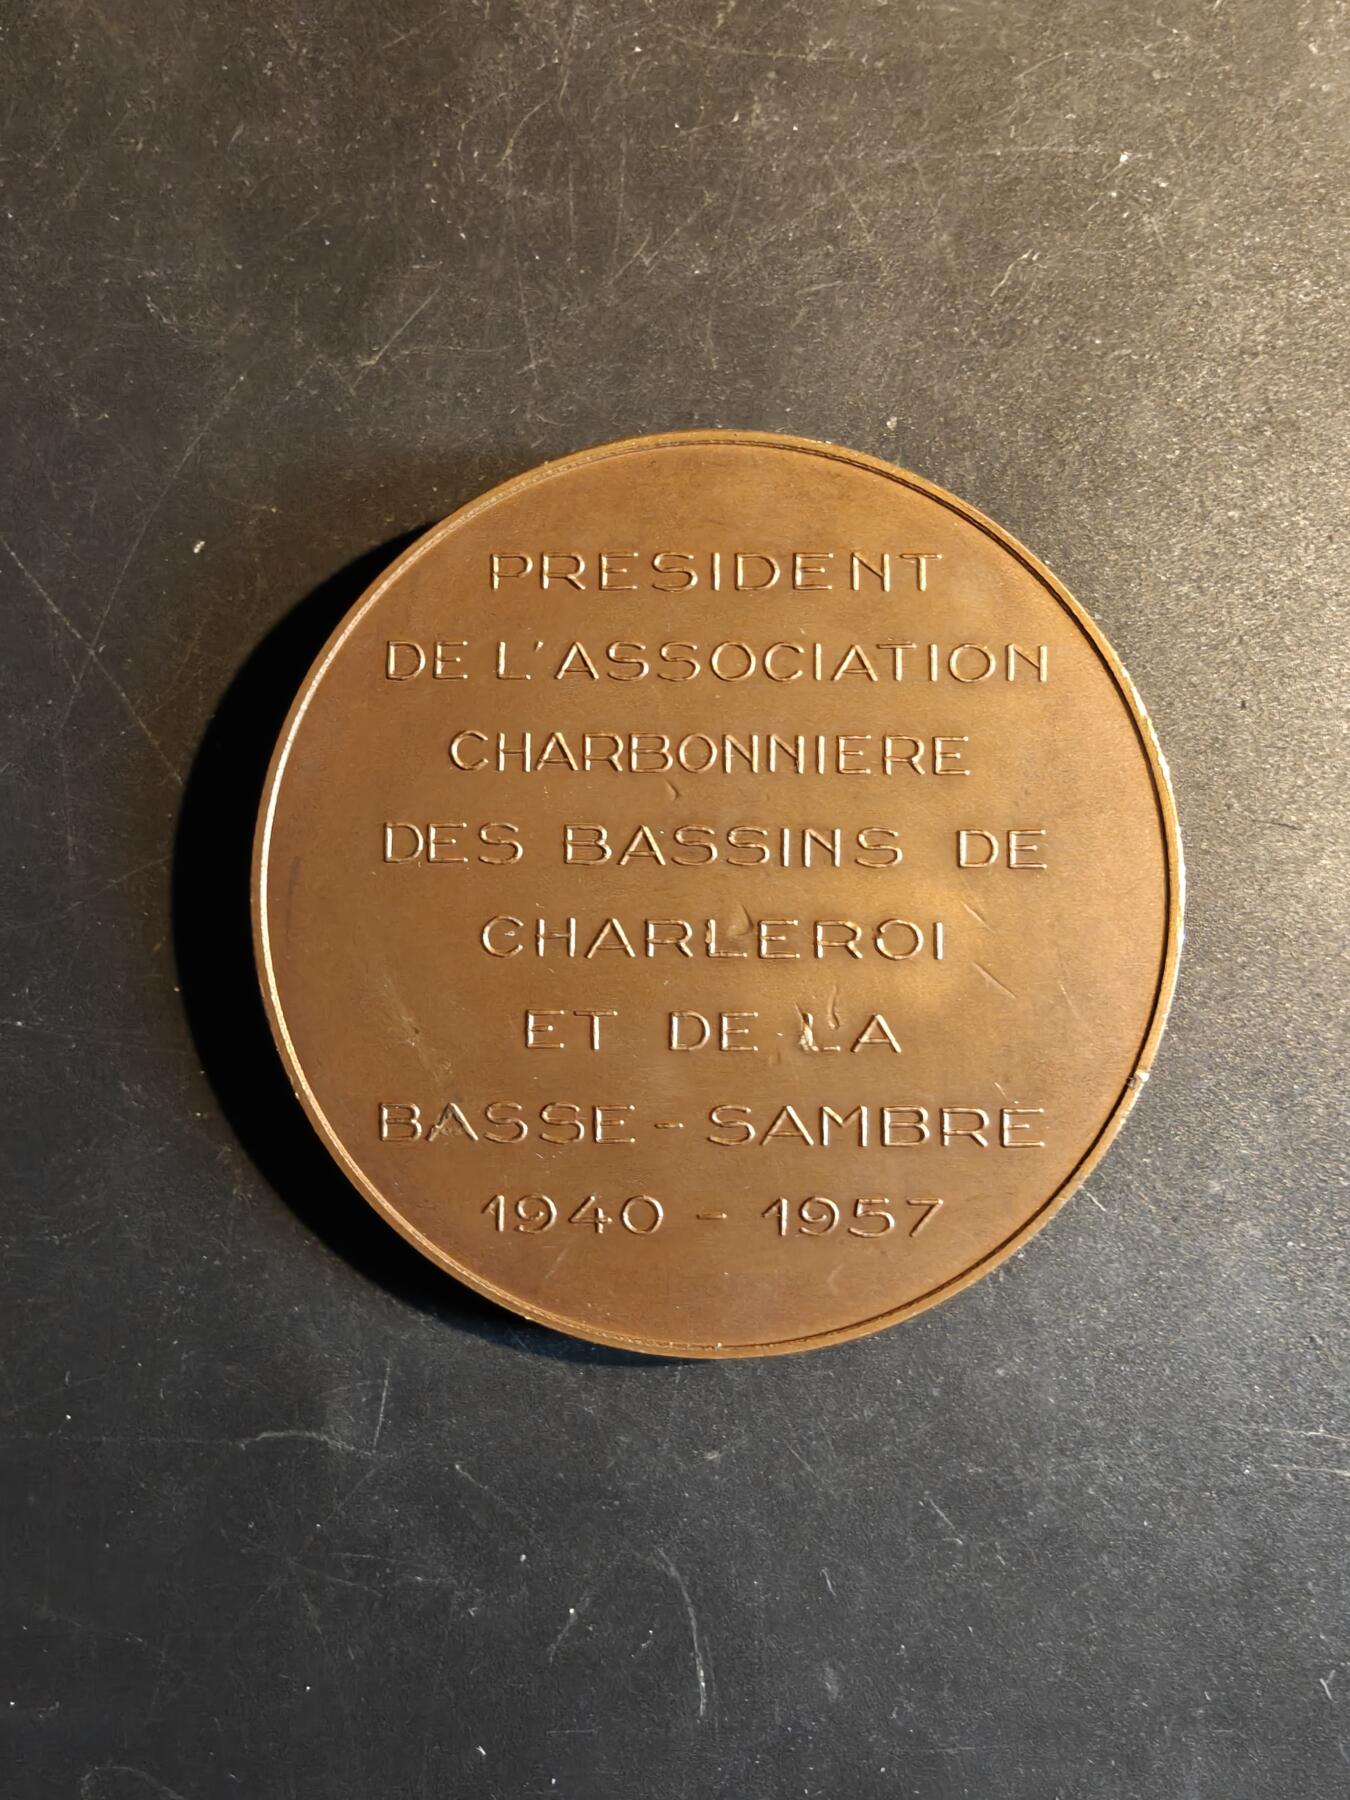 PRESIDENT
DE L'ASSOCIATION
CHARBONNIERE
DES BASSINS DE
CHARLEROI
ET DE LA
BASSE-SAMBRE
1940 - 1957